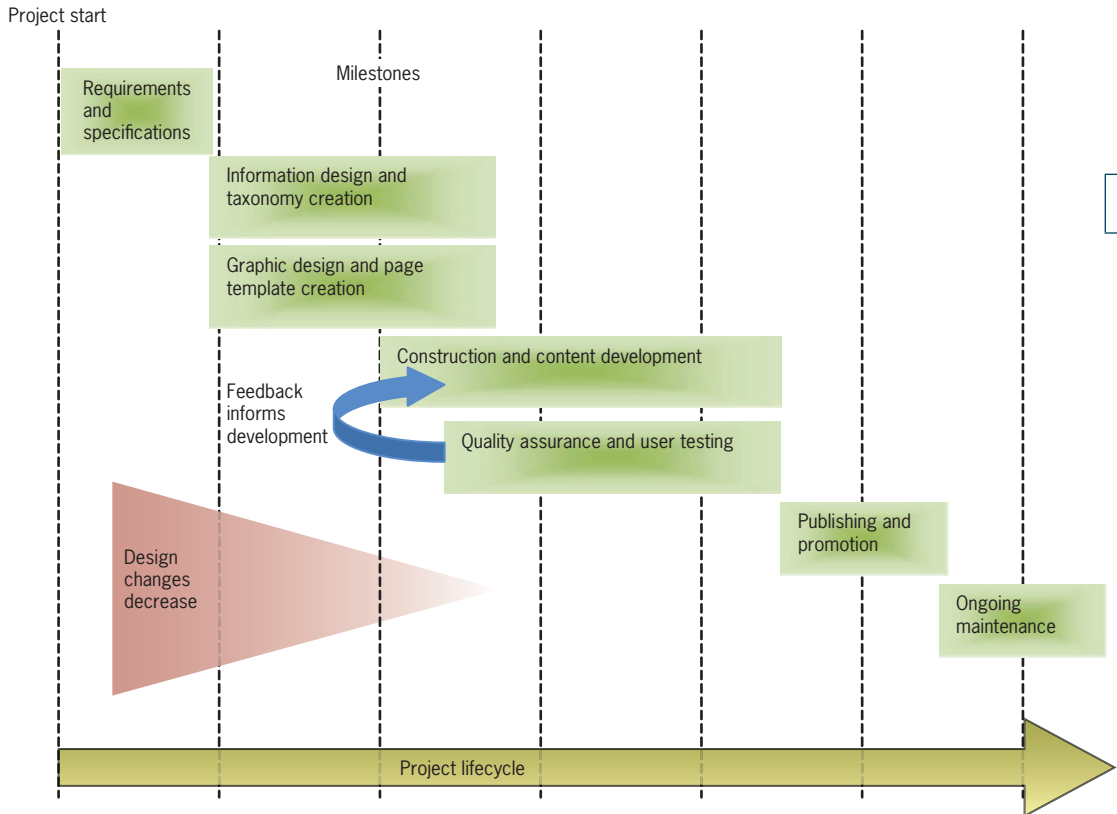 Project start
Milestones
Requirements
and
specifications
Information design and
taxonomy creation
Graphic design and page
template creation
Construction and content development
Feedback
informs
development
Quality assurance and user testing
Publishing and
promotion
Design
changes
decrease
Ongoing
maintenance
Project lifecycle